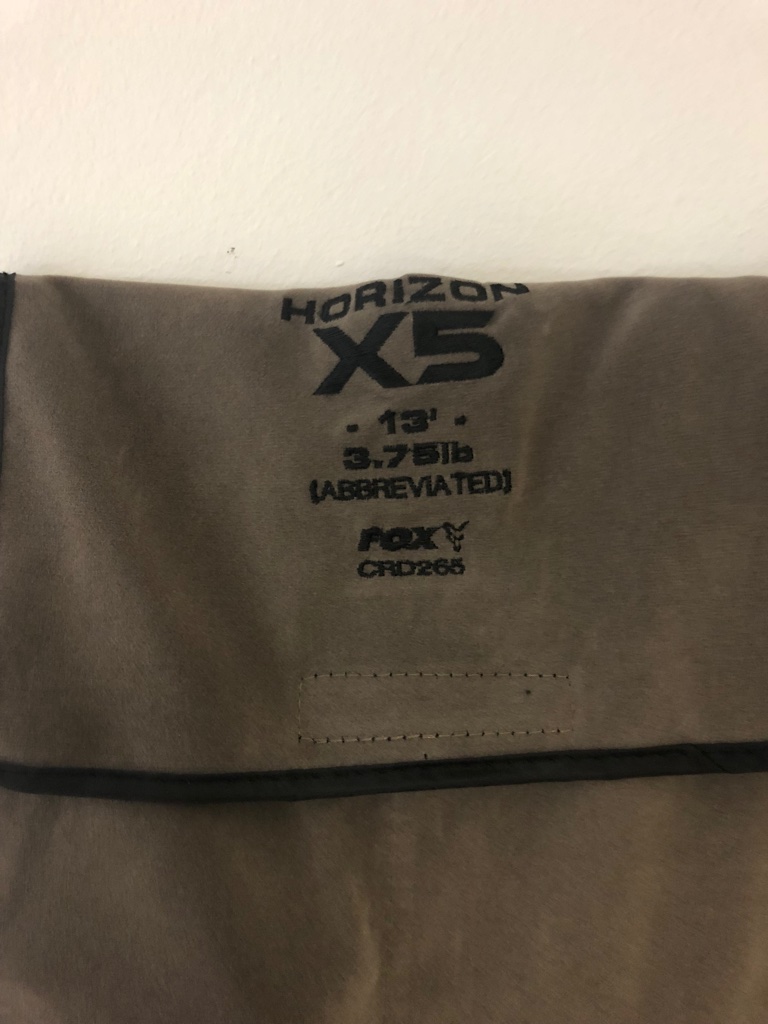 HORIZON
X5
- 13' -
3.75lb
[ABBREVIATED]
FOX
CRD265